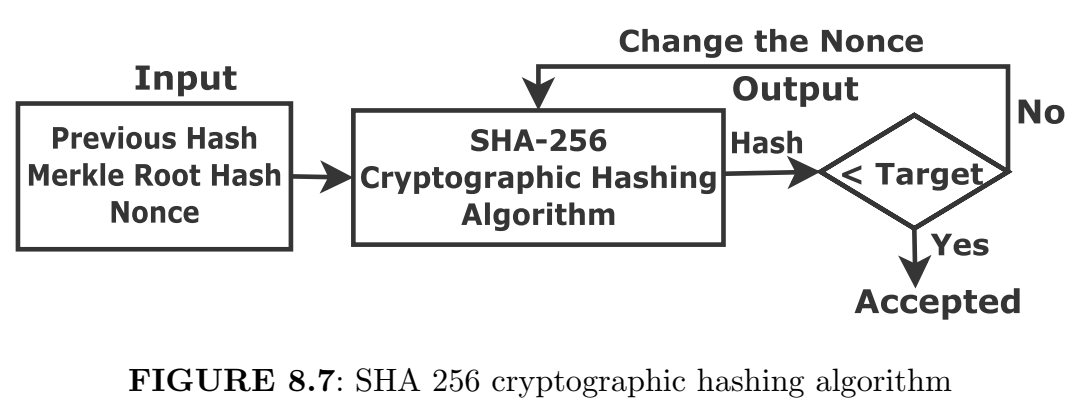 Change the Nonce
Input
Output
No
Previous Hash
Merkle Root Hash
Nonce
SHA-256
Cryptographic Hashing
Algorithm
Hash
< Target
Yes
Accepted
FIGURE 8.7: SHA 256 cryptographic hashing algorithm